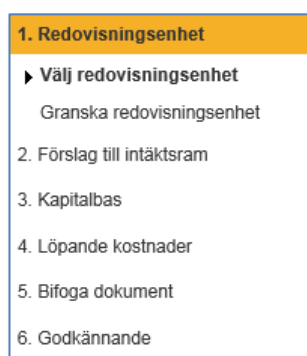 1. Redovisningsenhet
Välj redovisningsenhet
Granska redovisningsenhet
2. Förslag till intäktsram
3. Kapitalbas
4. Löpande kostnader
5. Bifoga dokument
6. Godkännande